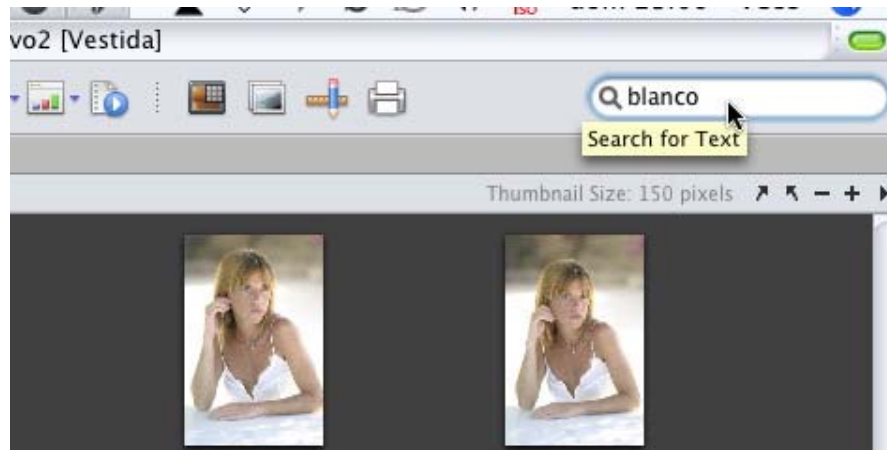 vo2 [Vestida]
blanco
Search for Text
Thumbnail Size: 150 pixels